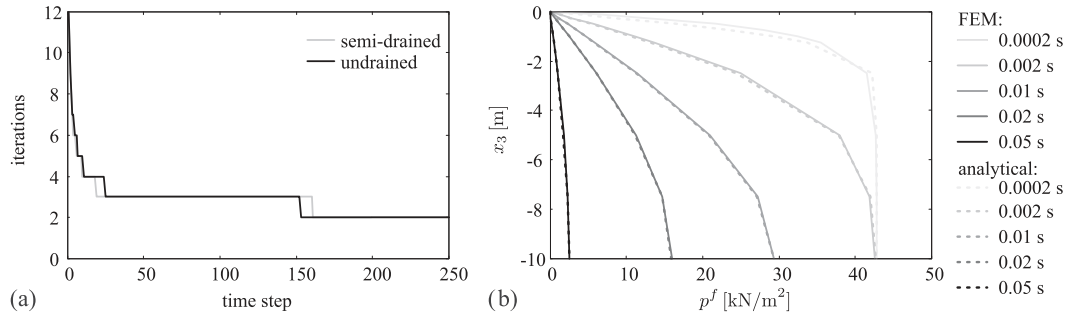 12
10
8
6
4
2
0
iterations
semi-drained
undrained
0 50 100 150 200 250
time step
(a)
0
-2
-4
-6
-8
-10
x₃ [m]
0 10 20 30 40 50
pᶠ [kN/m²]
(b)
FEM:
0.0002 s
0.002 s
0.01 s
0.02 s
0.05 s
analytical:
0.0002 s
0.002 s
0.01 s
0.02 s
0.05 s